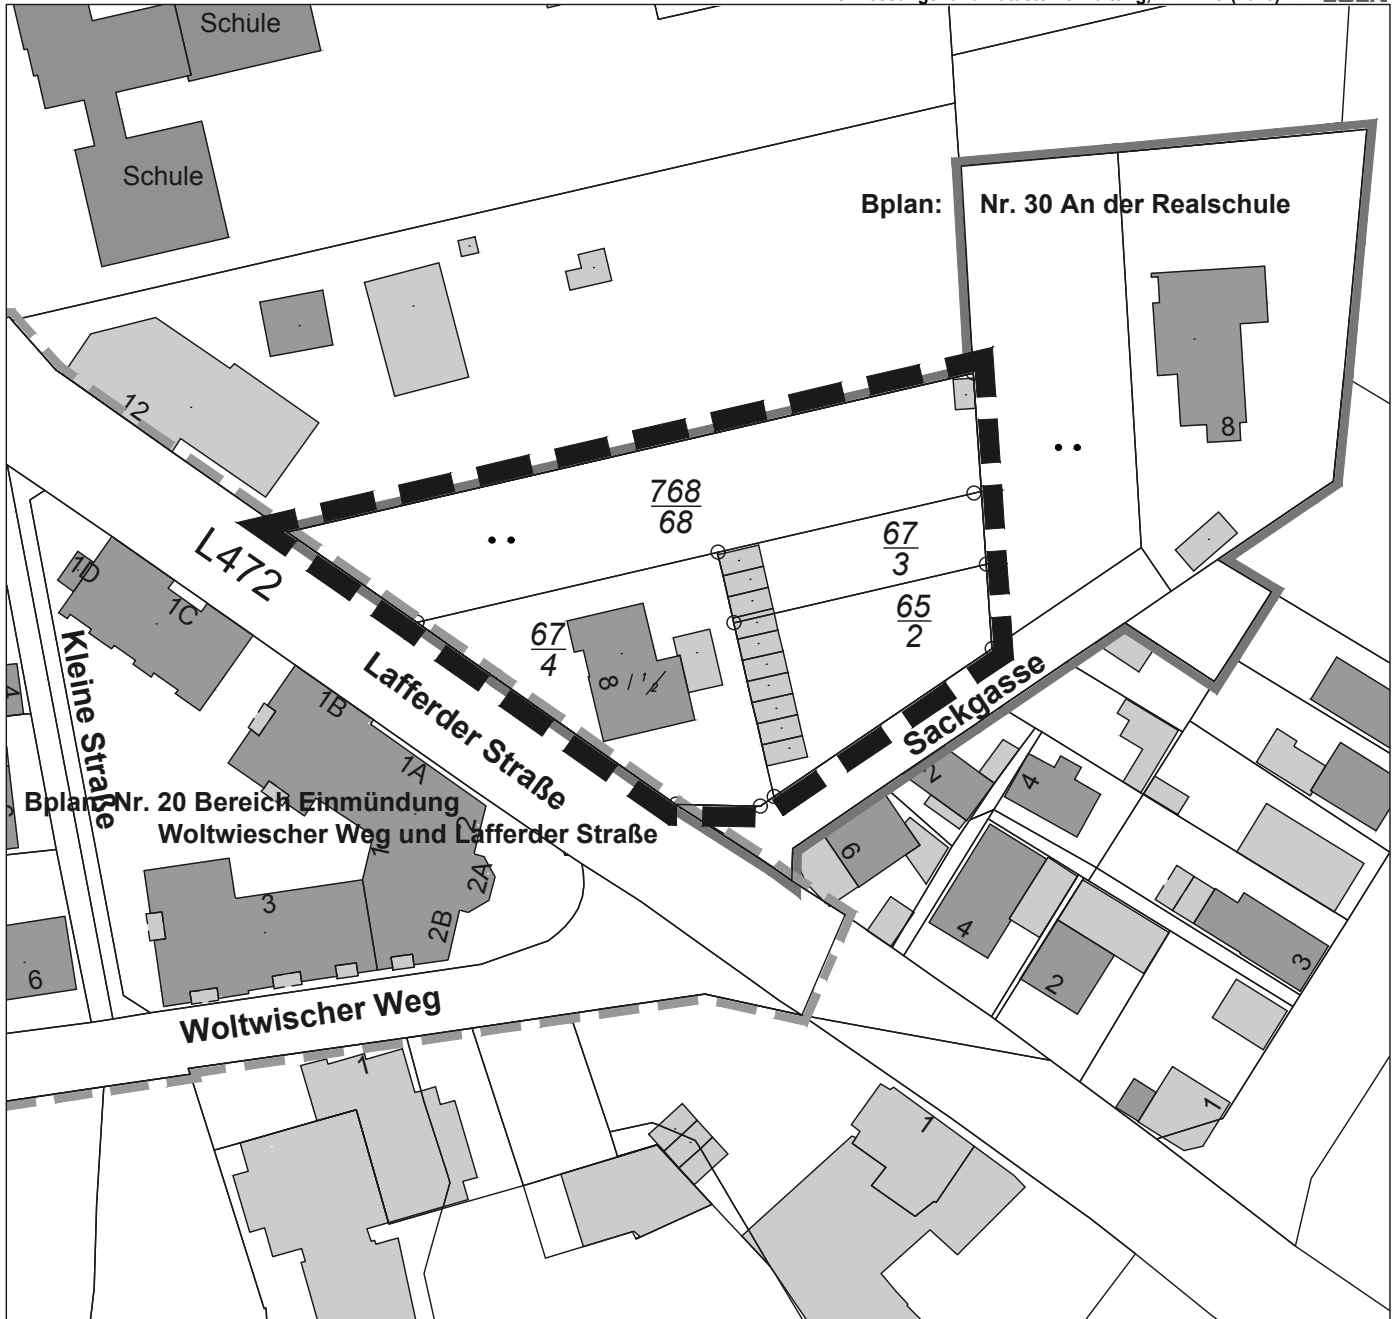 Schule
Schule
Bplan: Nr. 30 An der Realschule
12
8
768
68
67
3
65
2
67
4
8
L472
Lafferder Straße
Sackgasse
Kleine Straße
1D
1C
1B
1A
Bplan: Nr. 20 Bereich Einmündung
Woltwiescher Weg und Lafferder Straße
2
1
2A
2B
3
6
Woltwischer Weg
2
4
6
4
2
3
1
1
1